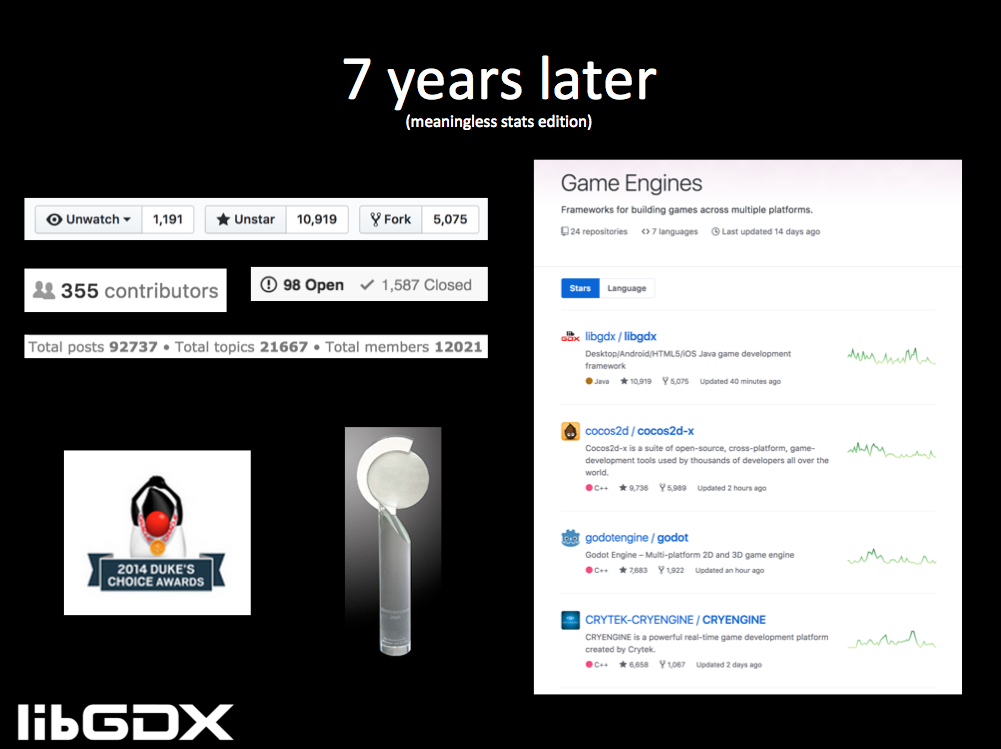 7 years later
(meaningless stats edition)
Unwatch 1,191 Unstar 10,919 Fork 5,075
355 contributors
98 Open 1,587 Closed
Total posts 92737 • Total topics 21667 • Total members 12021
2014 DUKE'S
CHOICE AWARDS
libGDX
Game Engines
Frameworks for building games across multiple platforms.
24 repositories <> 7 languages Last updated 14 days ago
Stars Language
lib
GDX
libgdx / libgdx
Desktop/Android/HTML5/iOS Java game development
framework
Java 10,919 5,075 Updated 40 minutes ago
cocos2d / cocos2d-x
Cocos2d-x is a suite of open-source, cross-platform, game-
development tools used by thousands of developers all over the
world.
C++ 9,736 5,989 Updated 2 hours ago
godotengine / godot
Godot Engine – Multi-platform 2D and 3D game engine
C++ 7,683 1,922 Updated an hour ago
CRYTEK-CRYENGINE / CRYENGINE
CRYENGINE is a powerful real-time game development platform
created by Crytek.
C++ 6,658 1,067 Updated 2 days ago